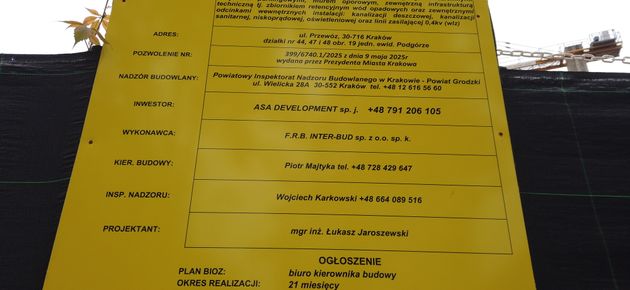 techniczną tj. zbiornikiem retencyjnym wód opadowych oraz zewnętrznymi
odcinkami wewnętrznych instalacji: kanalizacji deszczowej, kanalizacji
sanitarnej, niskoprądowej, oświetleniowej oraz linii zasilającej 0,4kv (wlz)
ADRES: ul. Przewóz, 30-716 Kraków
działki nr 44, 47 i 48 obr. 19 jedn. ewid. Podgórze
POZWOLENIE NR: 399/6740.1/2025 z dnia 9 maja 2025r
wydana przez Prezydenta Miasta Krakowa
NADZÓR BUDOWLANY: Powiatowy Inspektorat Nadzoru Budowlanego w Krakowie - Powiat Grodzki
ul. Wielicka 28A 30-552 Kraków tel. +48 12 616 56 60
INWESTOR: ASA DEVELOPMENT sp. j. +48 791 206 105
WYKONAWCA: F.R.B. INTER-BUD sp. z o.o. sp. k.
KIER. BUDOWY: Piotr Majtyka tel. +48 728 429 647
INSP. NADZORU: Wojciech Karkowski +48 664 089 516
PROJEKTANT: mgr inż. Łukasz Jaroszewski
OGŁOSZENIE
PLAN BIOZ: biuro kierownika budowy
OKRES REALIZACJI: 21 miesięcy